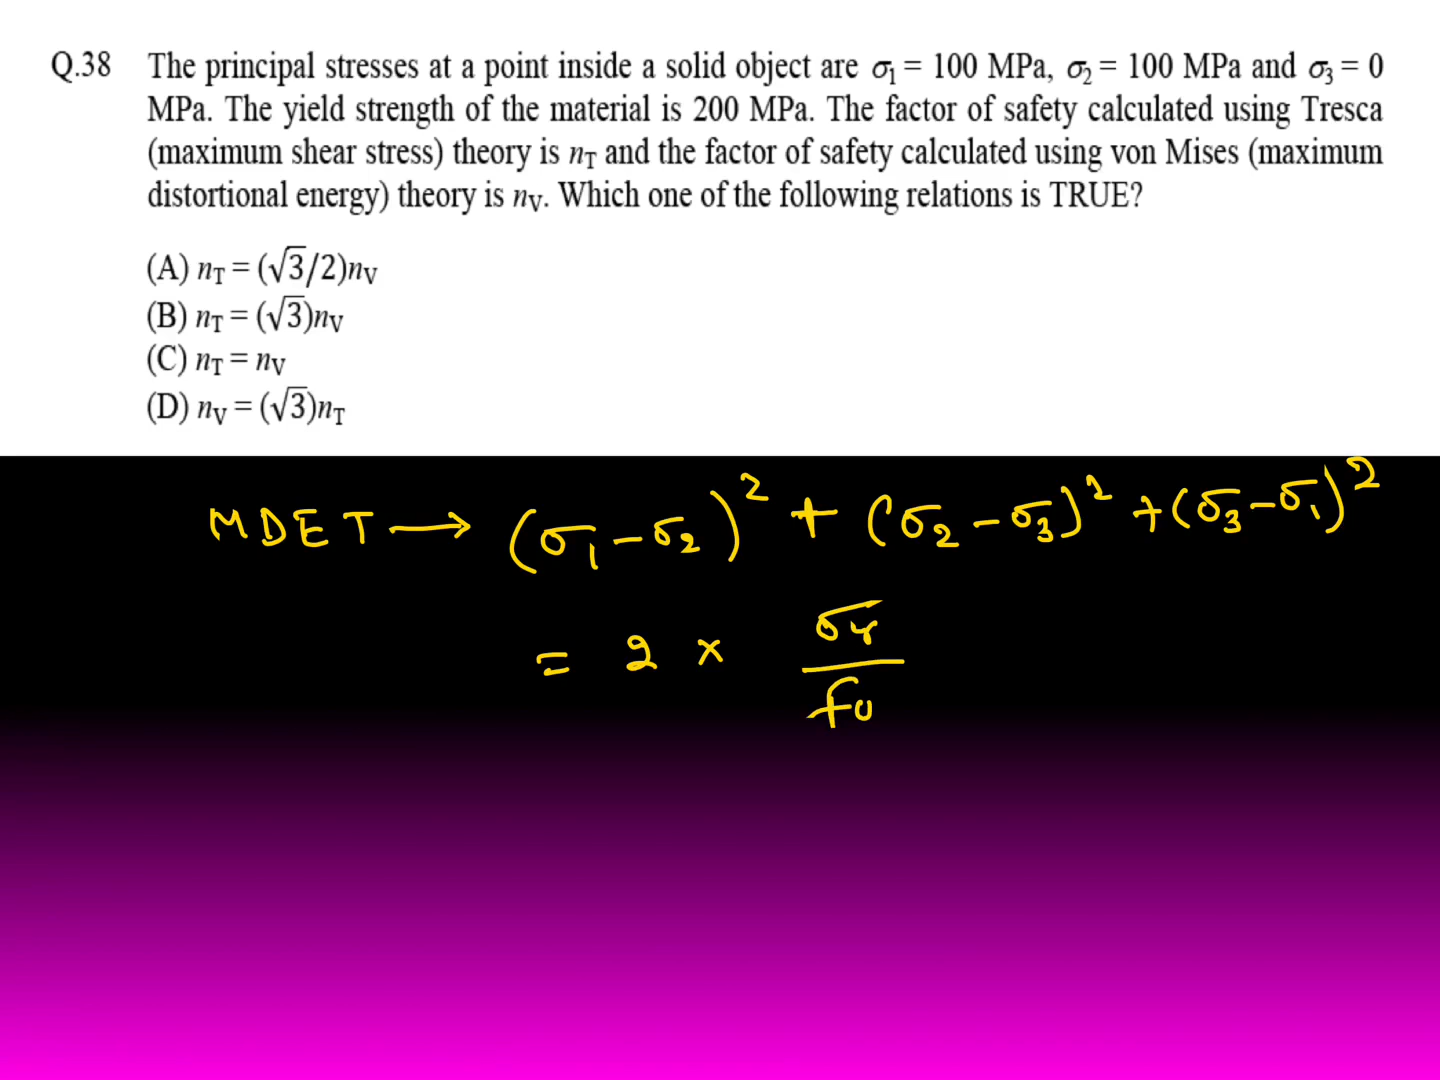 Q.38 The principal stresses at a point inside a solid object are σ₁ = 100 MPa, σ₂ = 100 MPa and σ₃ = 0
MPa. The yield strength of the material is 200 MPa. The factor of safety calculated using Tresca
(maximum shear stress) theory is nT and the factor of safety calculated using von Mises (maximum
distortional energy) theory is nV. Which one of the following relations is TRUE?
(A) nT = (√3/2)nV
(B) nT = (√3)nV
(C) nT = nV
(D) nV = (√3)nT
MDET → (σ₁ - σ₂)² + (σ₂ - σ₃)² + (σ₃ - σ₁)²
= 2 × σY
f0